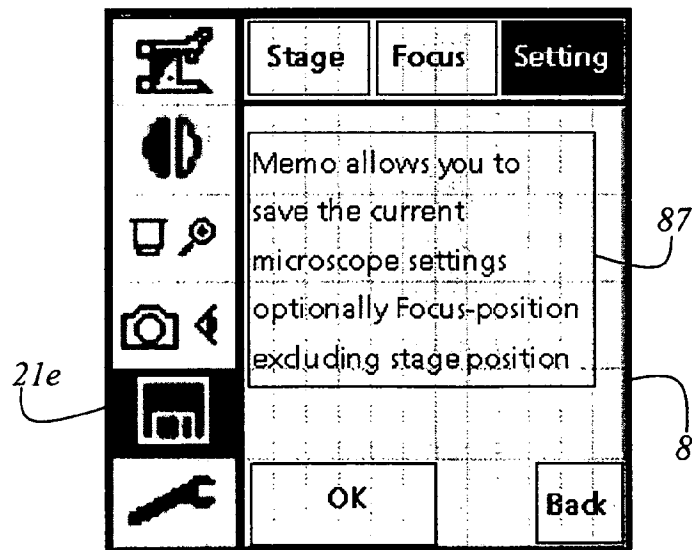 Stage Focus Setting
Memo allows you to
save the current
microscope settings
optionally Focus-position
excluding stage position
87
21e
8
OK Back